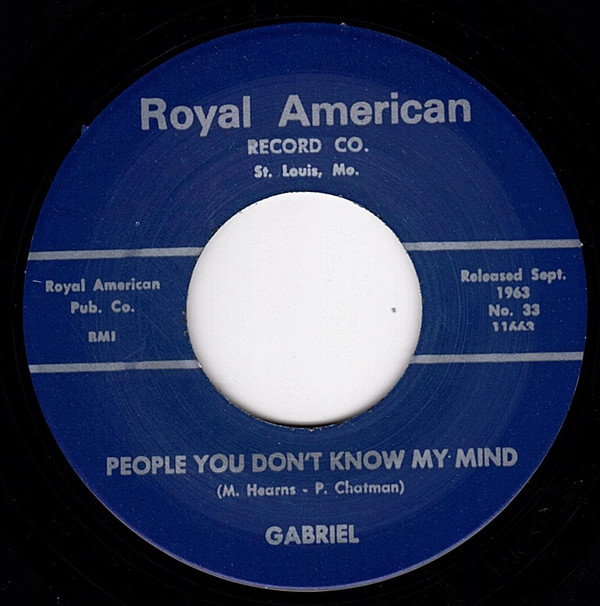 Royal American
RECORD CO.
St. Louis, Mo.
Royal American
Pub. Co.
BMI
Released Sept.
1963
No. 33
11663
PEOPLE YOU DON'T KNOW MY MIND
(M. Hearns - P. Chatman)
GABRIEL